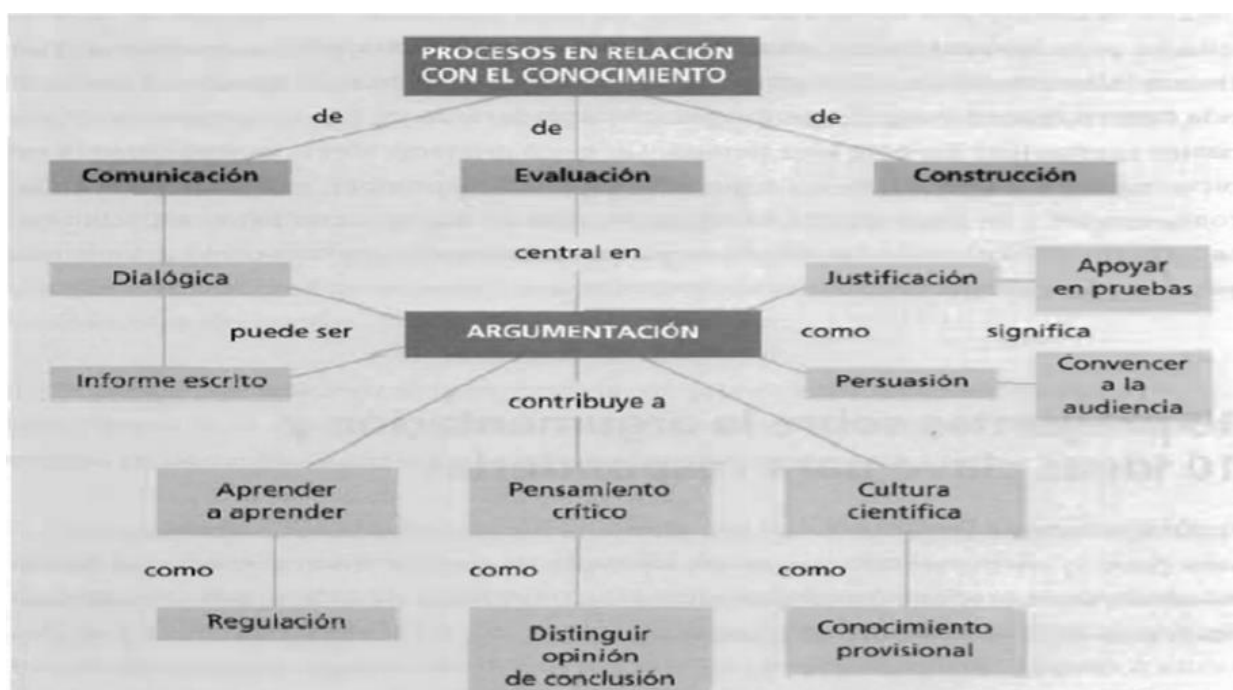 PROCESOS EN RELACIÓN
CON EL CONOCIMIENTO
de
de
de
Comunicación
Evaluación
Construcción
central en
Dialógica
Justificación
Apoyar
en pruebas
puede ser
ARGUMENTACIÓN
como
significa
Informe escrito
Persuasión
Convencer
a la
audiencia
contribuye a
Aprender
a aprender
Pensamiento
crítico
Cultura
científica
como
como
como
Regulación
Distinguir
opinión
de conclusión
Conocimiento
provisional